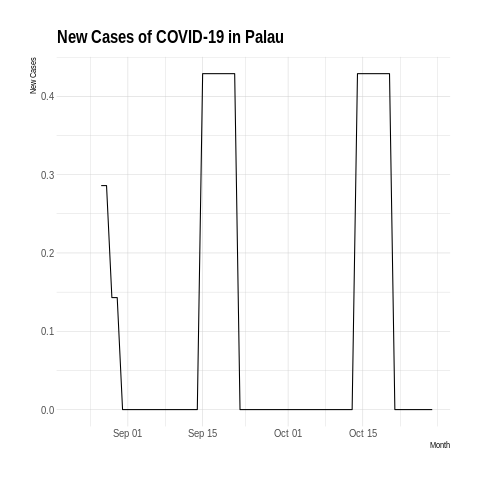 New Cases of COVID-19 in Palau
New Cases
0.4
0.3
0.2
0.1
0.0
Sep 01 Sep 15 Oct 01 Oct 15
Month